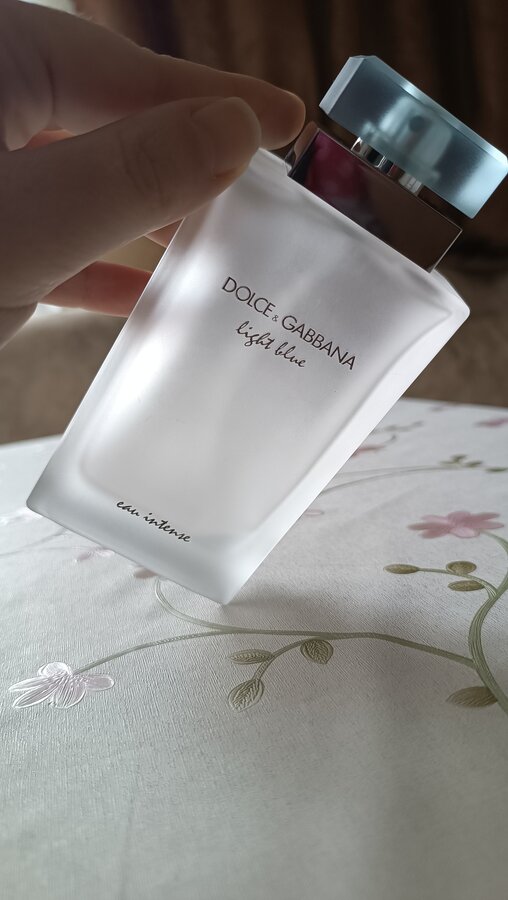 DOLCE & GABBANA
light blue
eau intense